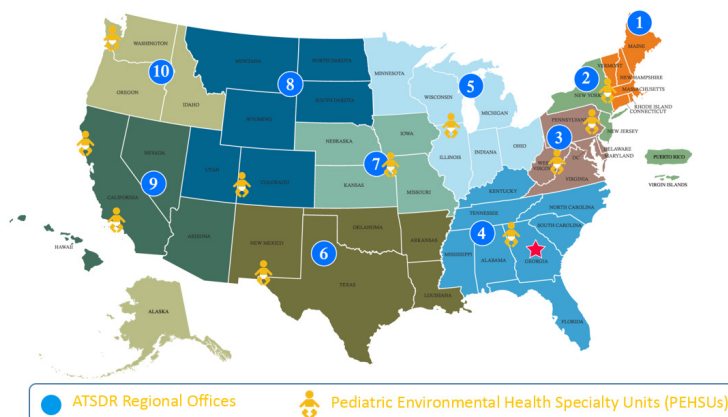 1
MAINE
WASHINGTON
MONTANA
NORTH DAKOTA
MINNESOTA
VERMONT
NEW HAMPSHIRE
10
2
OREGON
IDAHO
8
SOUTH DAKOTA
WISCONSIN
5
MICHIGAN
NEW YORK
MASSACHUSETTS
RHODE ISLAND
CONNECTICUT
WYOMING
IOWA
PENNSYLVANIA
NEW JERSEY
NEBRASKA
3
NEVADA
7
ILLINOIS
INDIANA
OHIO
DELAWARE
MARYLAND
DC
WEST
VIRGINIA
PUERTO RICO
UTAH
COLORADO
KANSAS
MISSOURI
VIRGINIA
VIRGIN ISLANDS
9
CALIFORNIA
KENTUCKY
NORTH CAROLINA
TENNESSEE
OKLAHOMA
ARKANSAS
SOUTH CAROLINA
ARIZONA
NEW MEXICO
6
4
HAWAII
MISSISSIPPI
ALABAMA
GEORGIA
TEXAS
LOUISIANA
ALASKA
FLORIDA
ATSDR Regional Offices
Pediatric Environmental Health Specialty Units (PEHSUs)